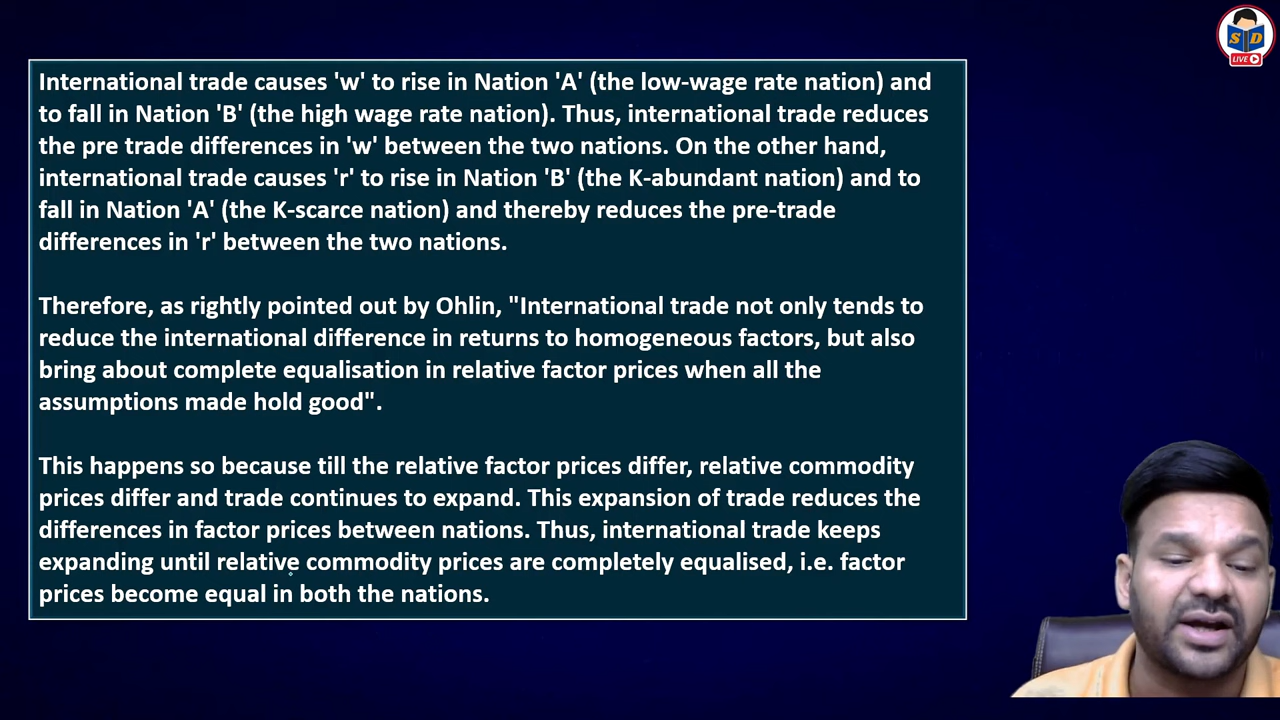 S D
LIVE
International trade causes 'w' to rise in Nation 'A' (the low-wage rate nation) and
to fall in Nation 'B' (the high wage rate nation). Thus, international trade reduces
the pre trade differences in 'w' between the two nations. On the other hand,
international trade causes 'r' to rise in Nation 'B' (the K-abundant nation) and to
fall in Nation 'A' (the K-scarce nation) and thereby reduces the pre-trade
differences in 'r' between the two nations.
Therefore, as rightly pointed out by Ohlin, "International trade not only tends to
reduce the international difference in returns to homogeneous factors, but also
bring about complete equalisation in relative factor prices when all the
assumptions made hold good".
This happens so because till the relative factor prices differ, relative commodity
prices differ and trade continues to expand. This expansion of trade reduces the
differences in factor prices between nations. Thus, international trade keeps
expanding until relative commodity prices are completely equalised, i.e. factor
prices become equal in both the nations.